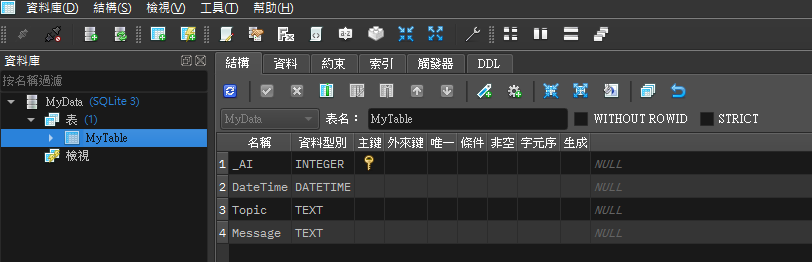 資料庫(D) 結構(S) 檢視(V) 工具(T) 幫助(H)
資料庫
按名稱過濾
MyData (SQLite 3)
表 (1)
MyTable
檢視
結構 資料 約束 索引 觸發器 DDL
MyData 表名： MyTable WITHOUT ROWID STRICT
名稱 資料型別 主鍵 外來鍵 唯一 條件 非空 字元序 生成
1 _AI INTEGER NULL
2 DateTime DATETIME NULL
3 Topic TEXT NULL
4 Message TEXT NULL